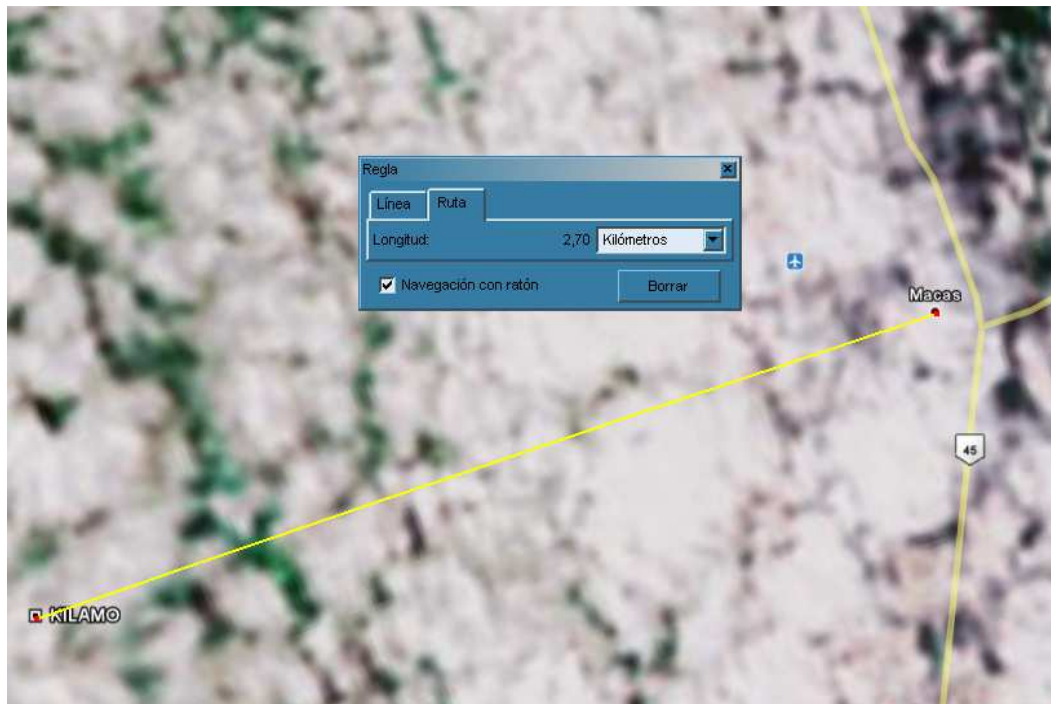 Regla
Línea Ruta
Longitud: 2,70 Kilómetros
Navegación con ratón Borrar
Macas
45
KILAMO